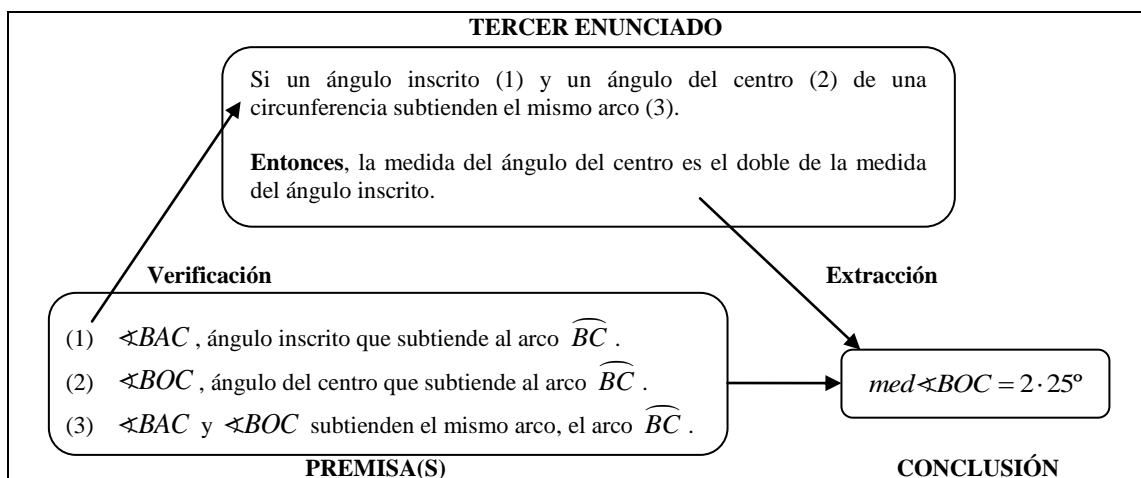 TERCER ENUNCIADO
Si un ángulo inscrito (1) y un ángulo del centro (2) de una
circunferencia subtienden el mismo arco (3).
Entonces, la medida del ángulo del centro es el doble de la medida
del ángulo inscrito.
Verificación
Extracción
(1) ∢BAC , ángulo inscrito que subtiende al arco B͡C .
(2) ∢BOC , ángulo del centro que subtiende al arco B͡C .
(3) ∢BAC y ∢BOC subtienden el mismo arco, el arco B͡C .
med∢BOC = 2 · 25º
PREMISA(S)
CONCLUSIÓN